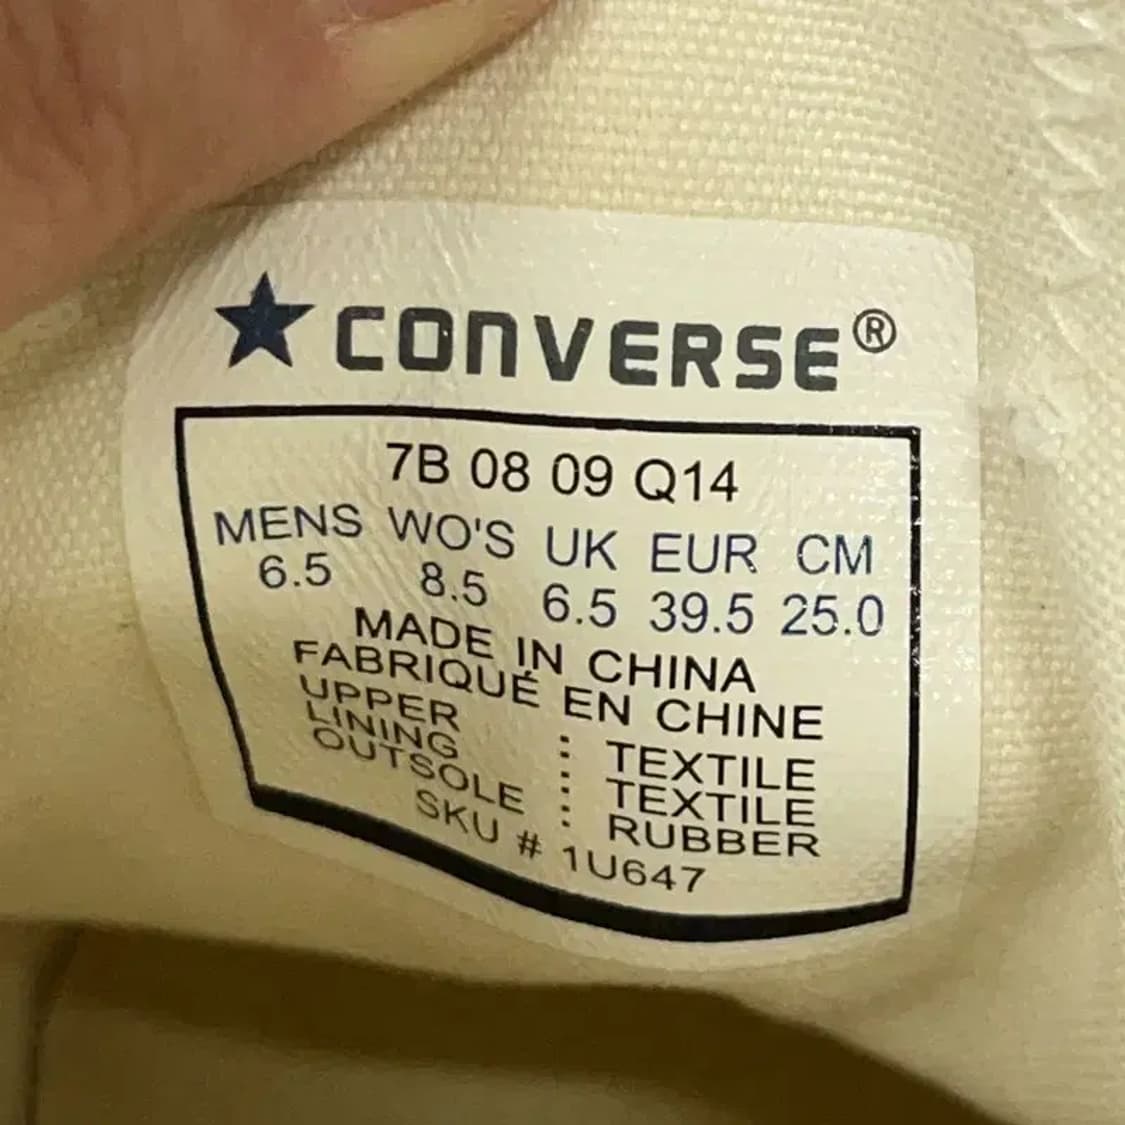 CONVERSE®
7B 08 09 Q14
MENS WO'S UK EUR CM
6.5 8.5 6.5 39.5 25.0
MADE IN CHINA
FABRIQUÉ EN CHINE
UPPER : TEXTILE
LINING : TEXTILE
OUTSOLE : RUBBER
SKU # 1U647